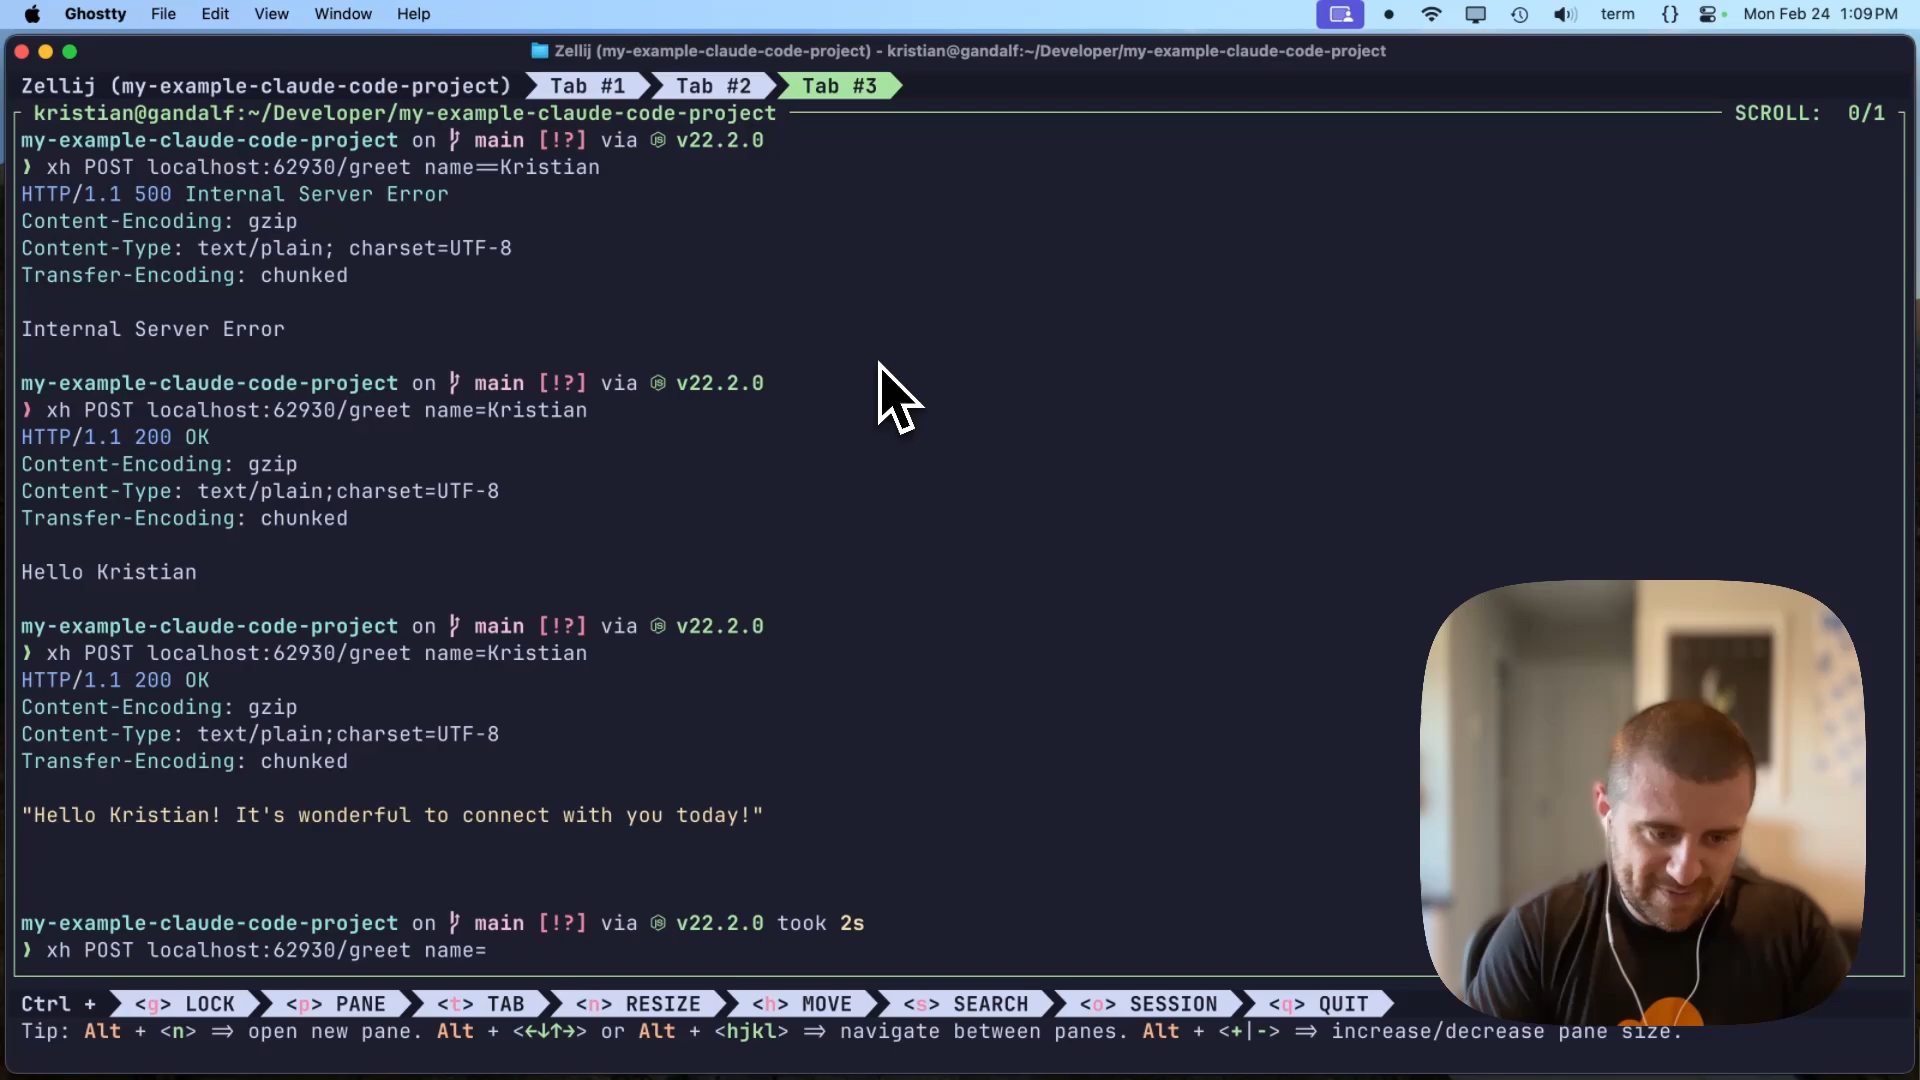 Ghostty File Edit View Window Help term {} Mon Feb 24 1:09 PM
Zellij (my-example-claude-code-project) - kristian@gandalf:~/Developer/my-example-claude-code-project
Zellij (my-example-claude-code-project) Tab #1 Tab #2 Tab #3
kristian@gandalf:~/Developer/my-example-claude-code-project SCROLL: 0/1
my-example-claude-code-project on main [!?] via v22.2.0
❯ xh POST localhost:62930/greet name==Kristian
HTTP/1.1 500 Internal Server Error
Content-Encoding: gzip
Content-Type: text/plain; charset=UTF-8
Transfer-Encoding: chunked
Internal Server Error
my-example-claude-code-project on main [!?] via v22.2.0
❯ xh POST localhost:62930/greet name=Kristian
HTTP/1.1 200 OK
Content-Encoding: gzip
Content-Type: text/plain;charset=UTF-8
Transfer-Encoding: chunked
Hello Kristian
my-example-claude-code-project on main [!?] via v22.2.0
❯ xh POST localhost:62930/greet name=Kristian
HTTP/1.1 200 OK
Content-Encoding: gzip
Content-Type: text/plain;charset=UTF-8
Transfer-Encoding: chunked
"Hello Kristian! It's wonderful to connect with you today!"
my-example-claude-code-project on main [!?] via v22.2.0 took 2s
❯ xh POST localhost:62930/greet name=
Ctrl + <g> LOCK <p> PANE <t> TAB <n> RESIZE <h> MOVE <s> SEARCH <o> SESSION <q> QUIT
Tip: Alt + <n> => open new pane. Alt + <←↓↑→> or Alt + <hjkl> => navigate between panes. Alt + <+|-> => increase/decrease pane size.